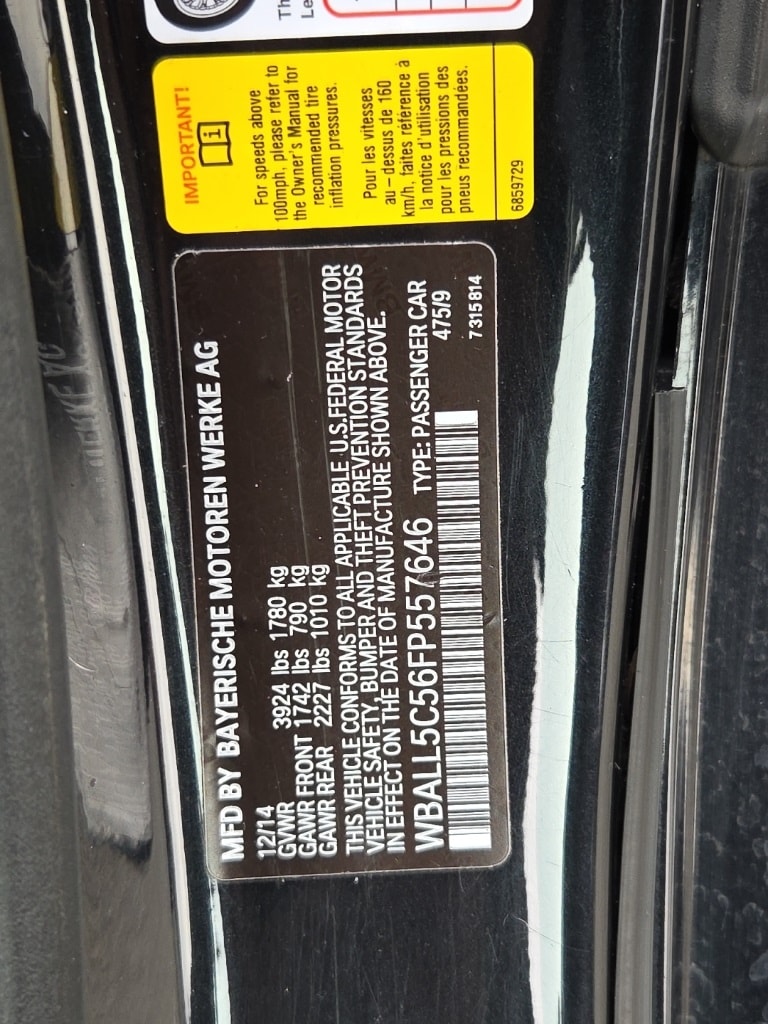 Th
Le
IMPORTANT!
For speeds above
100mph, please refer to
the Owner's Manual for
recommended tire
inflation pressures.
Pour les vitesses
au – dessus de 160
km/h, faites référence à
la notice d'utilisation
pour les pressions des
pneus recommandées.
6859729
MFD BY BAYERISCHE MOTOREN WERKE AG
12/14
GVWR 3924 lbs 1780 kg
GAWR FRONT 1742 lbs 790 kg
GAWR REAR 2227 lbs 1010 kg
THIS VEHICLE CONFORMS TO ALL APPLICABLE U.S.FEDERAL MOTOR
VEHICLE SAFETY, BUMPER AND THEFT PREVENTION STANDARDS
IN EFFECT ON THE DATE OF MANUFACTURE SHOWN ABOVE.
WBALL5C56FP557646 TYPE: PASSENGER CAR
475/9
7315814